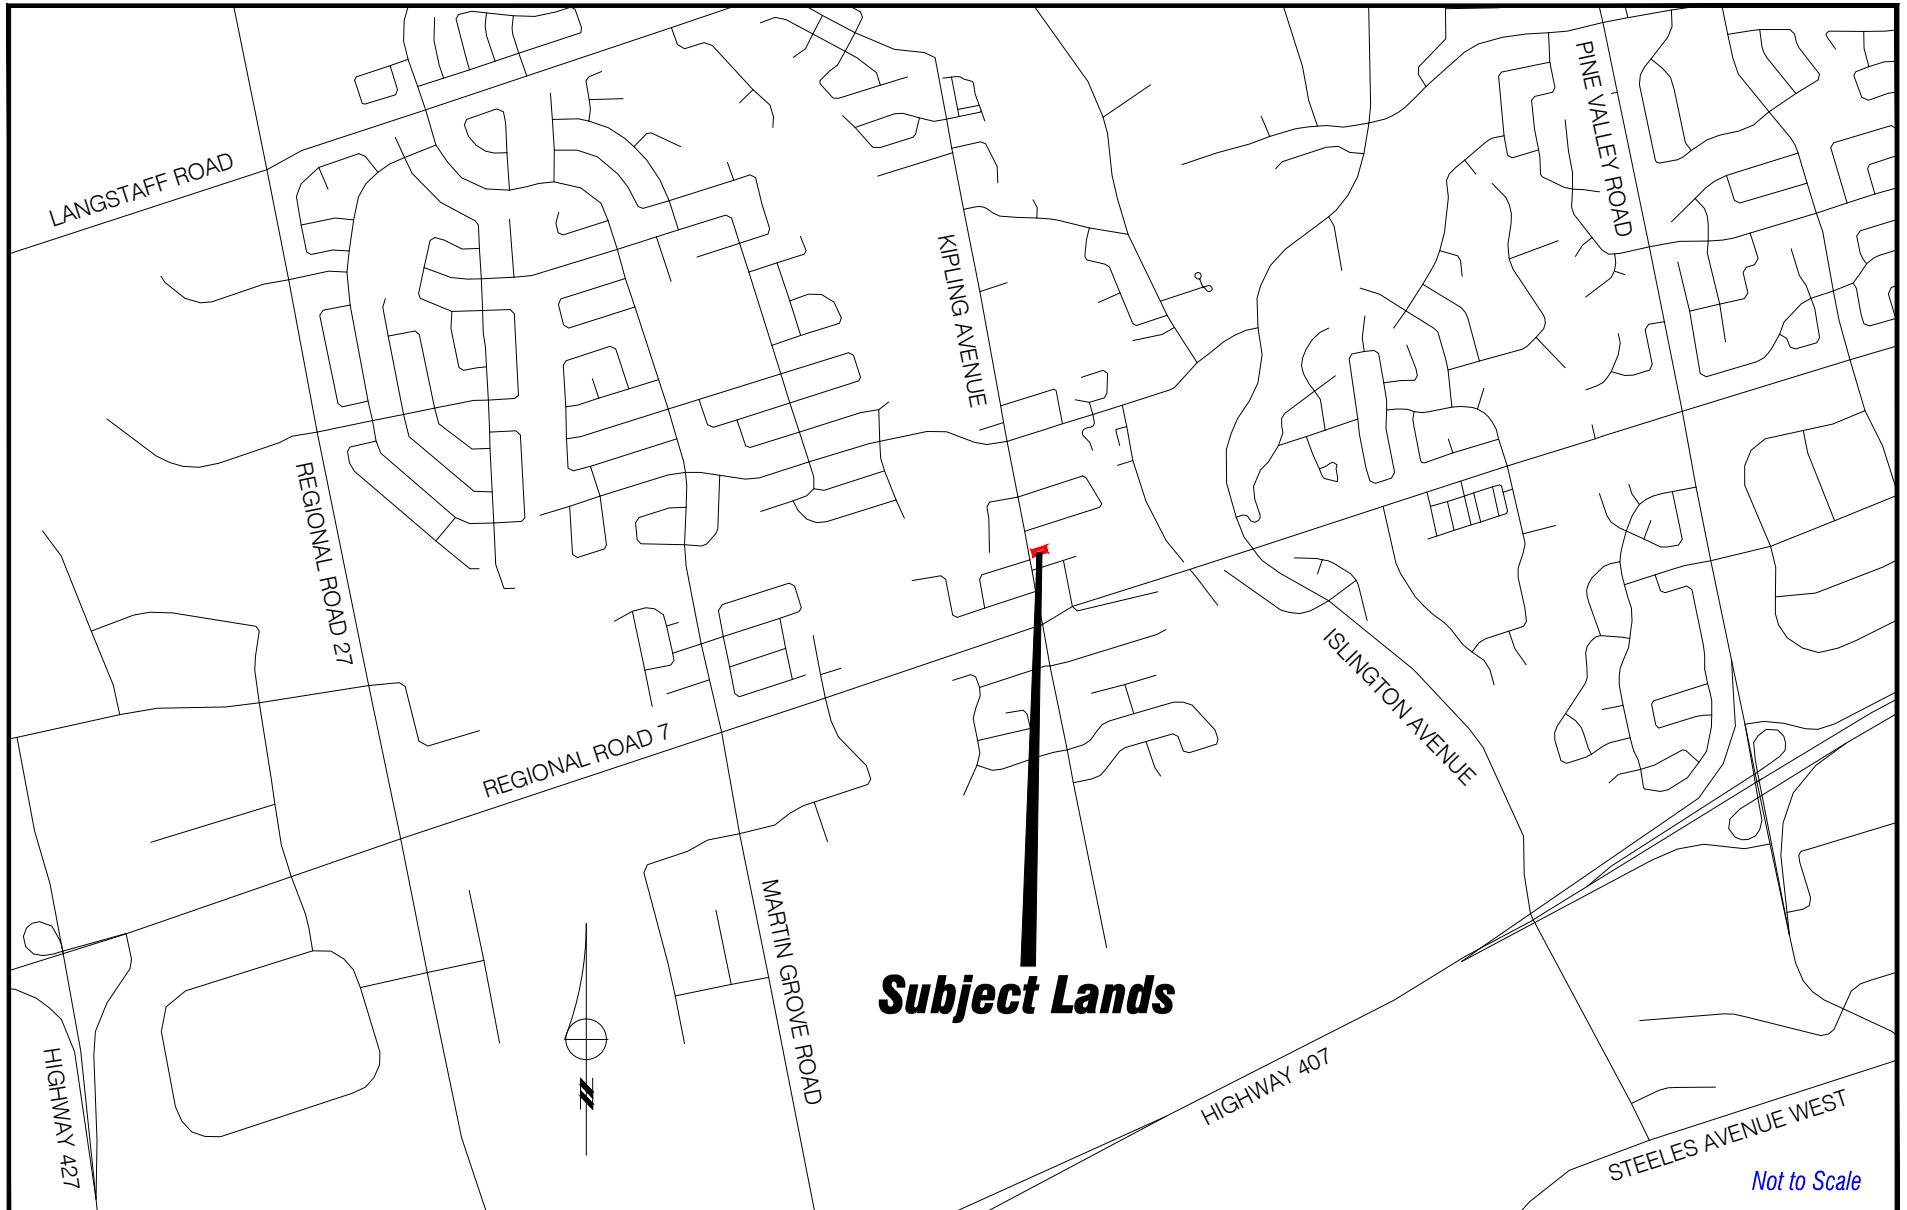 PINE VALLEY ROAD
LANGSTAFF ROAD
KIPLING AVENUE
REGIONAL ROAD 27
ISLINGTON AVENUE
REGIONAL ROAD 7
MARTIN GROVE ROAD
Subject Lands
HIGHWAY 427
HIGHWAY 407
STEELES AVENUE WEST
Not to Scale